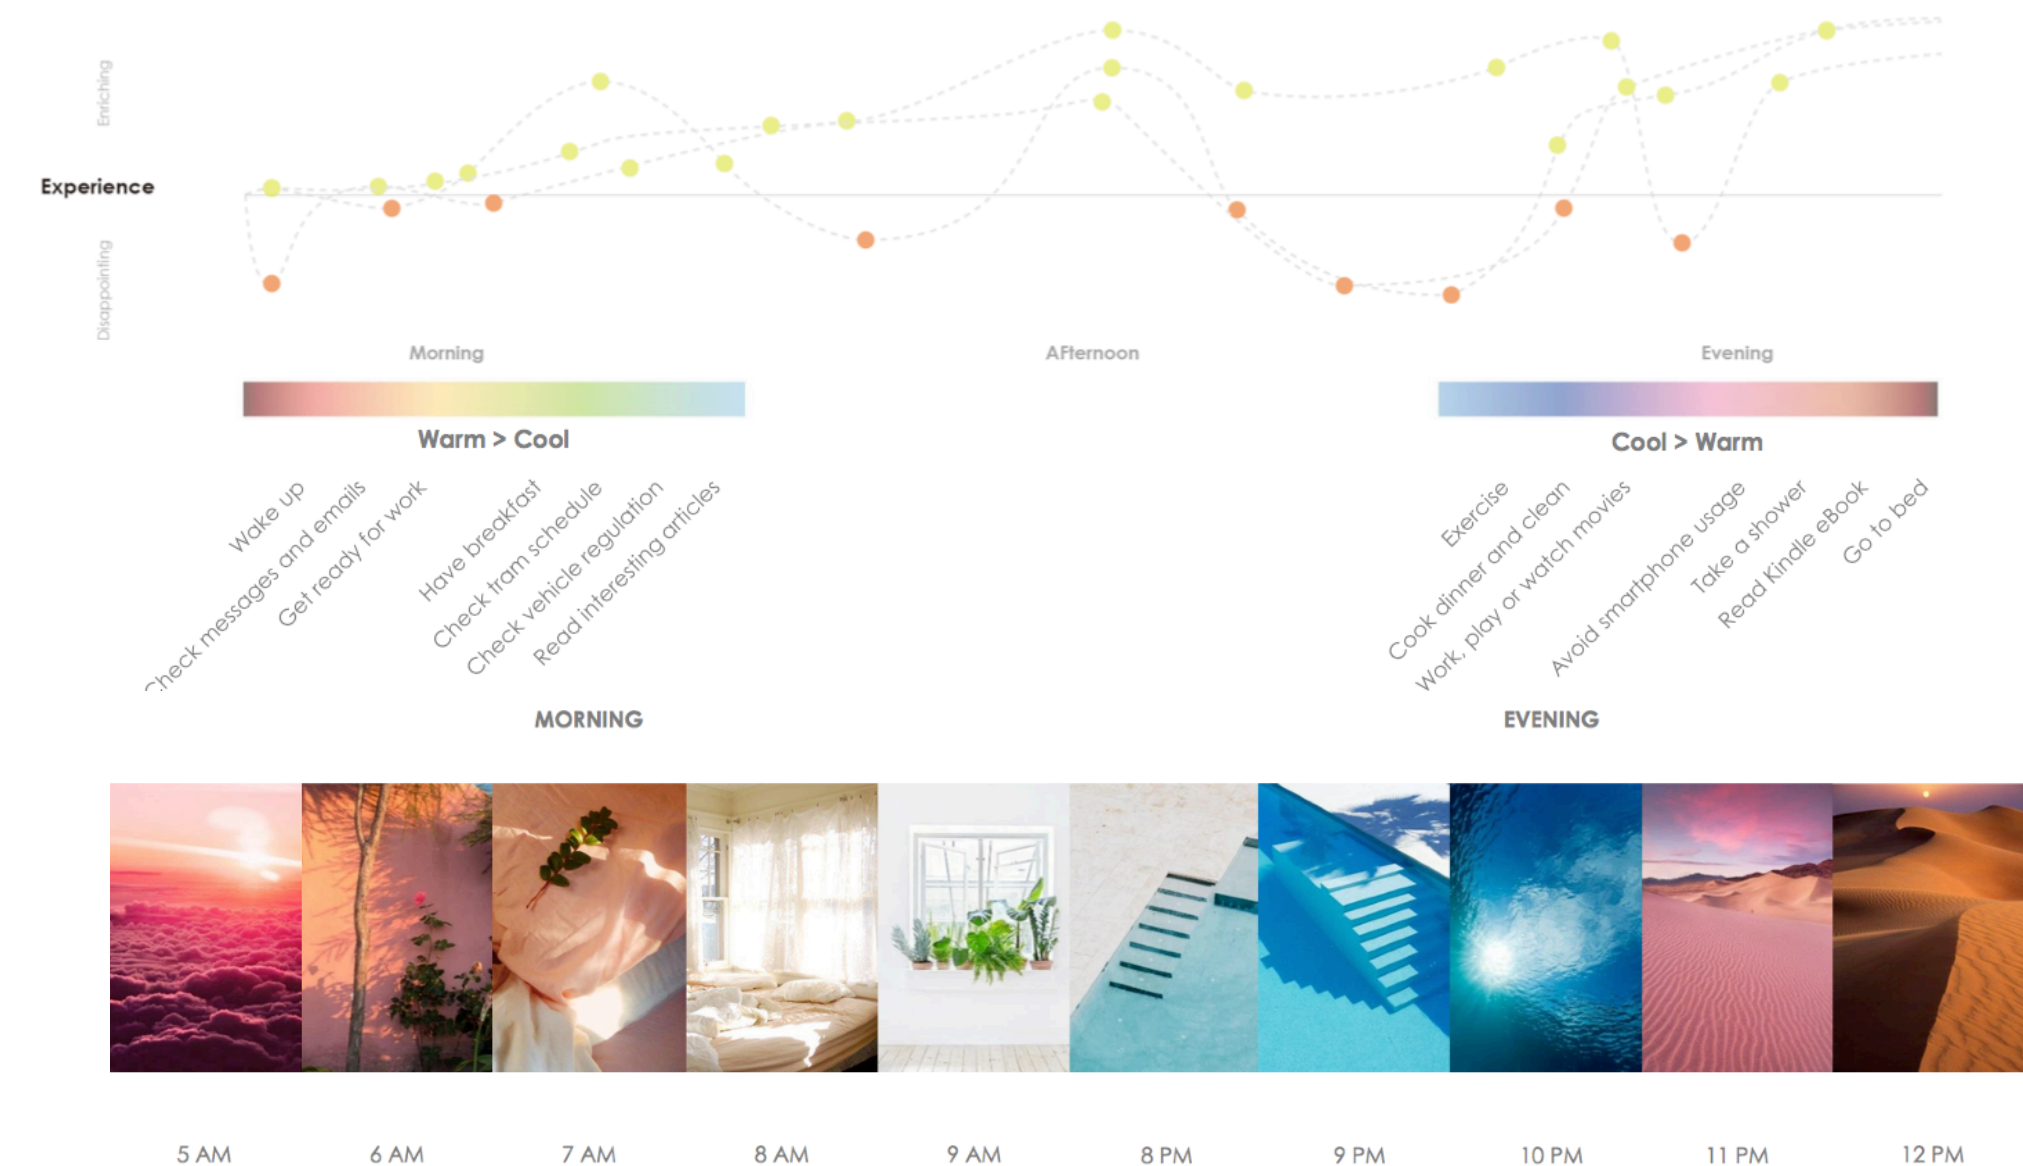 Enriching
Experience
Disappointing
Morning
AFternoon
Evening
Warm > Cool
Cool > Warm
Wake up
Check messages and emails
Get ready for work
Have breakfast
Check tram schedule
Check vehicle regulation
Read interesting articles
Exercise
Cook dinner and clean
Work, play or watch movies
Avoid smartphone usage
Take a shower
Read Kindle eBook
Go to bed
MORNING
EVENING
5 AM
6 AM
7 AM
8 AM
9 AM
8 PM
9 PM
10 PM
11 PM
12 PM